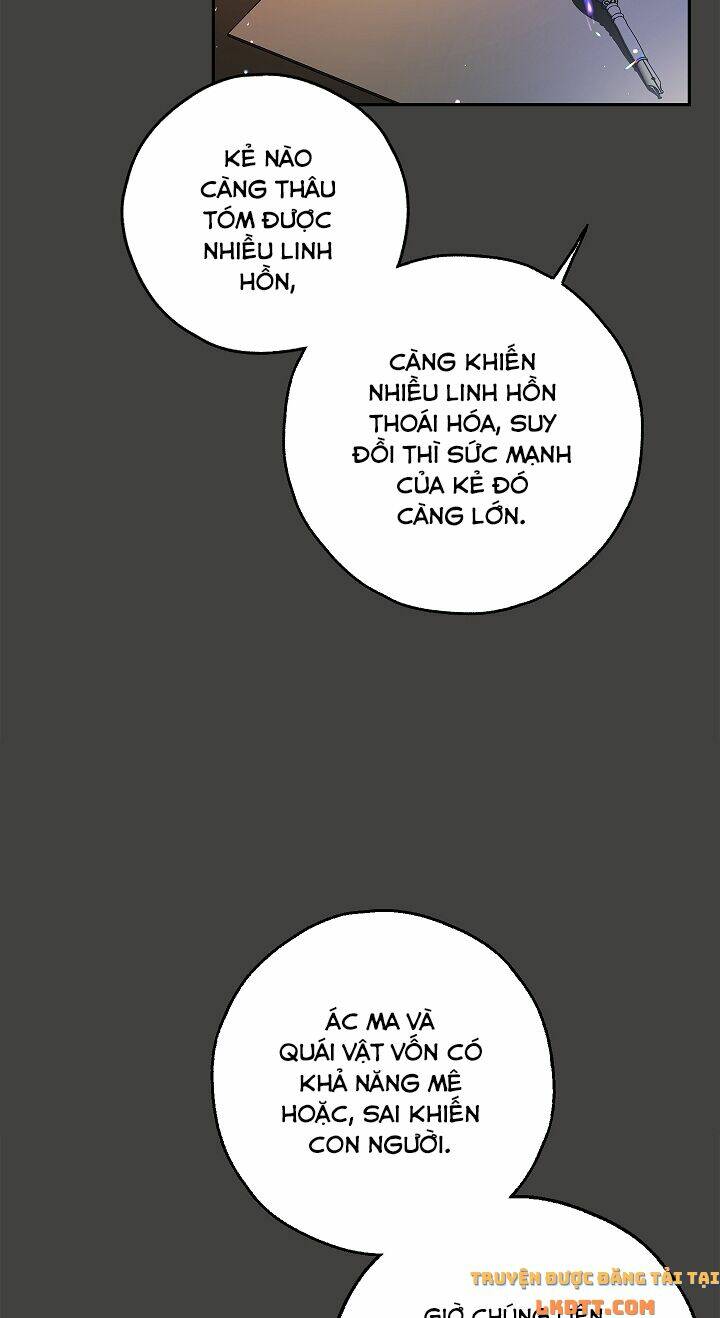 KẺ NÀO
CÀNG THÂU
TÓM ĐƯỢC
NHIỀU LINH
HỒN,
CÀNG KHIẾN
NHIỀU LINH HỒN
THOÁI HÓA, SUY
ĐỒI THÌ SỨC MẠNH
CỦA KẺ ĐÓ
CÀNG LỚN.
ÁC MA VÀ
QUÁI VẬT VỐN CÓ
KHẢ NĂNG MÊ
HOẶC, SAI KHIẾN
CON NGƯỜI.
TRUYỆN ĐƯỢC ĐĂNG TẢI TẠI
LKDTT.COM
GIỜ CHÚNG